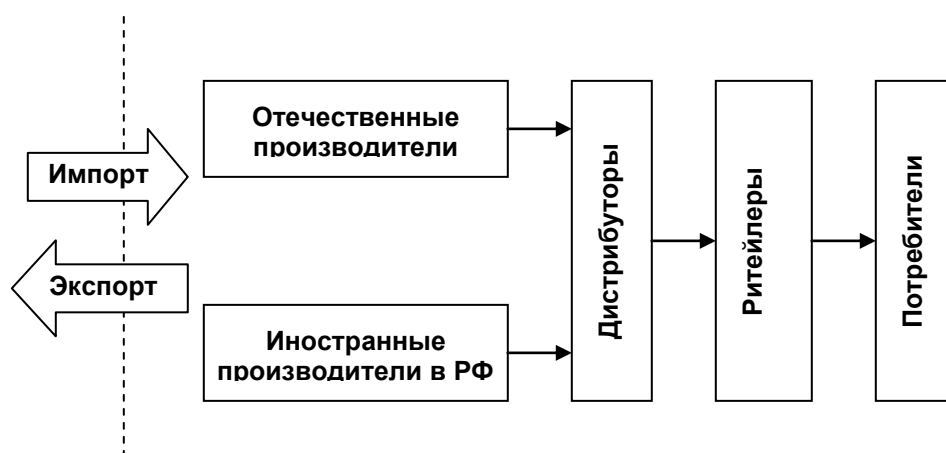 Импорт
Экспорт
Отечественные
производители
Иностранные
производители в РФ
Дистрибуторы
Ритейлеры
Потребители